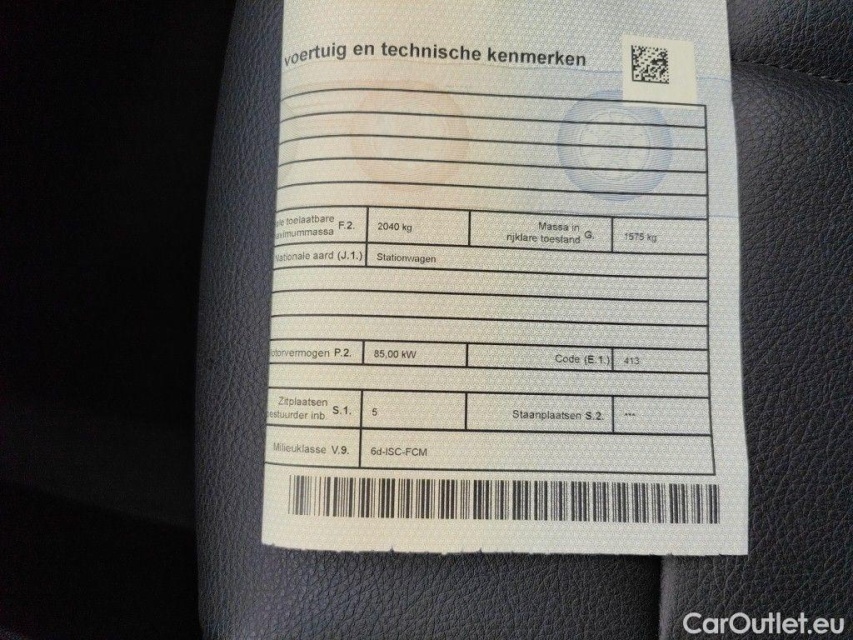 voertuig en technische kenmerken
toelaatbare F.2. 2040 kg Massa in rijklare toestand G. 1575 kg
Nationale aard (J.1.) Stationwagen
P.2. 85,00 kW Code (E.1.) 413
Zitplaatsen inb. S.1. 5 Staanplaatsen S.2. ---
Milieuklasse V.9. 6d-ISC-FCM
CarOutlet.eu